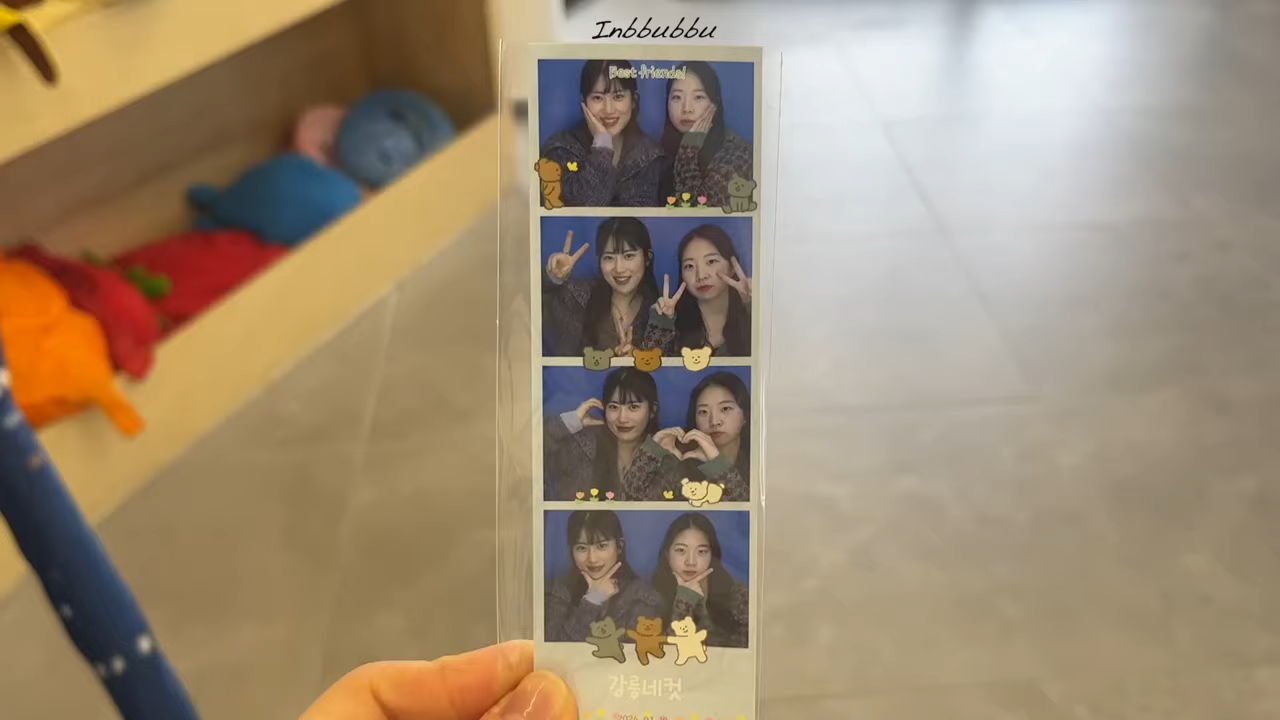 Inbbubbu
Best friends!
강릉네컷